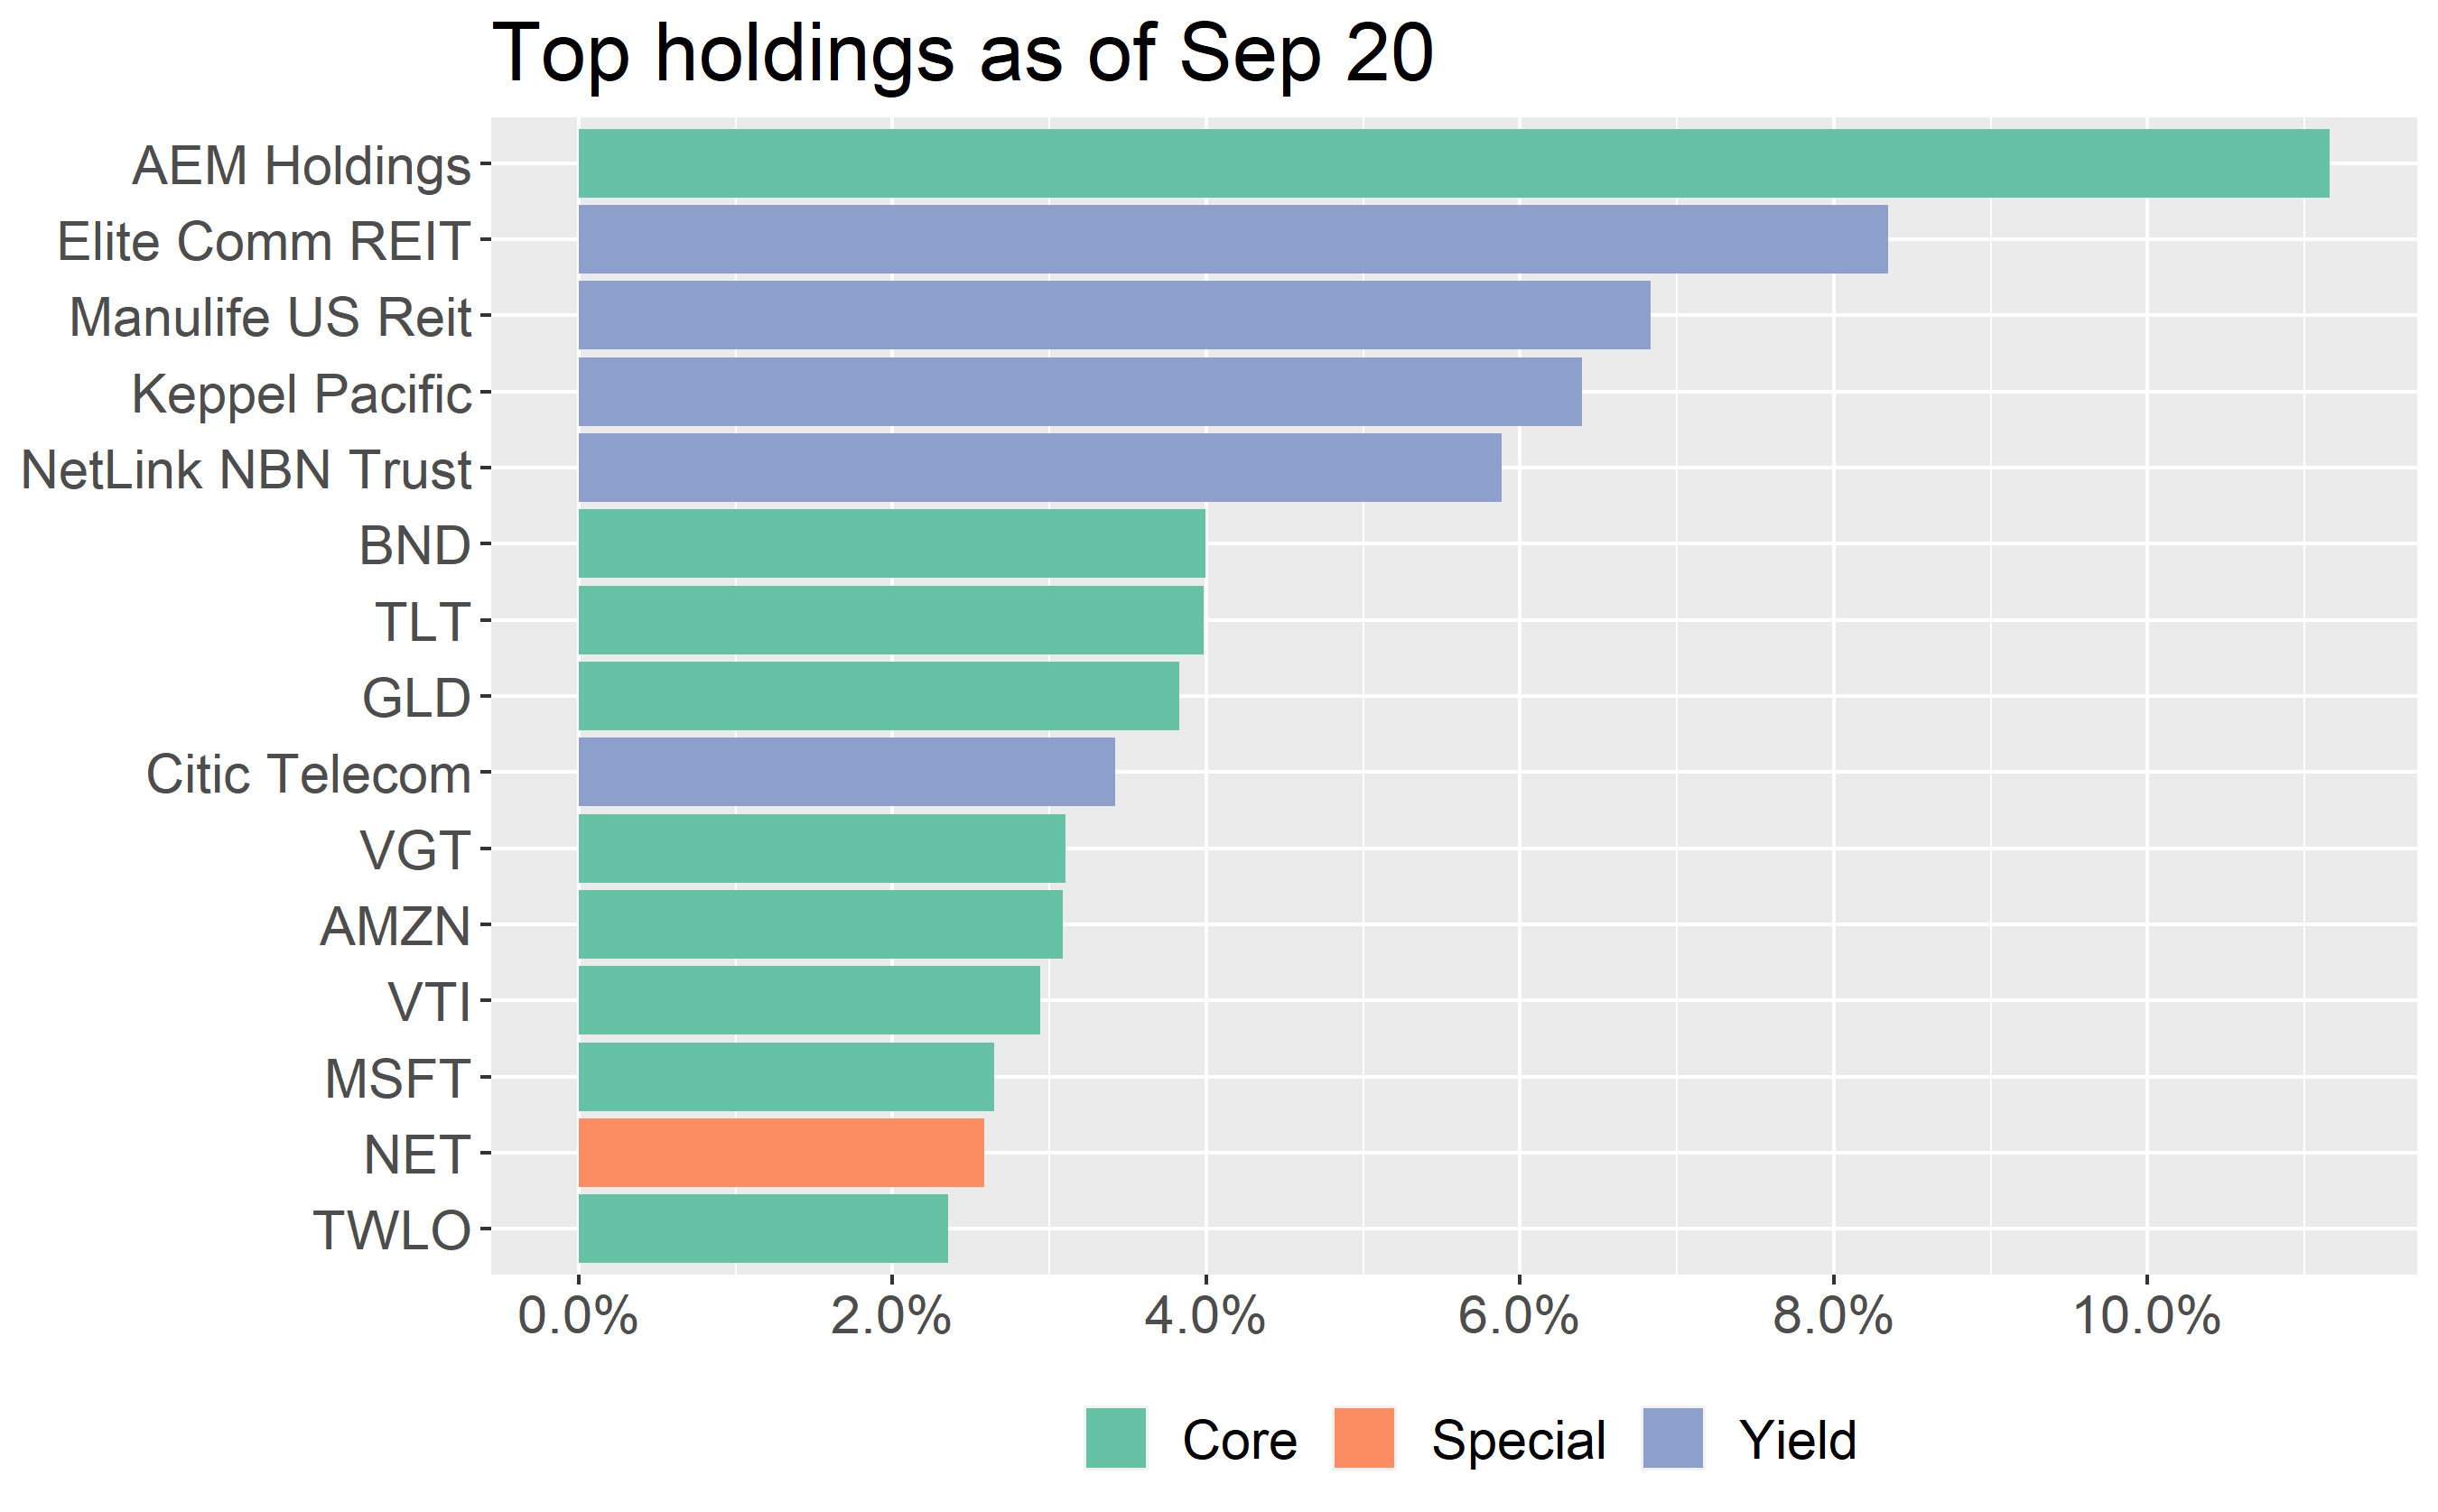 Top holdings as of Sep 20
AEM Holdings
Elite Comm REIT
Manulife US Reit
Keppel Pacific
NetLink NBN Trust
BND
TLT
GLD
Citic Telecom
VGT
AMZN
VTI
MSFT
NET
TWLO
0.0% 2.0% 4.0% 6.0% 8.0% 10.0%
Core Special Yield